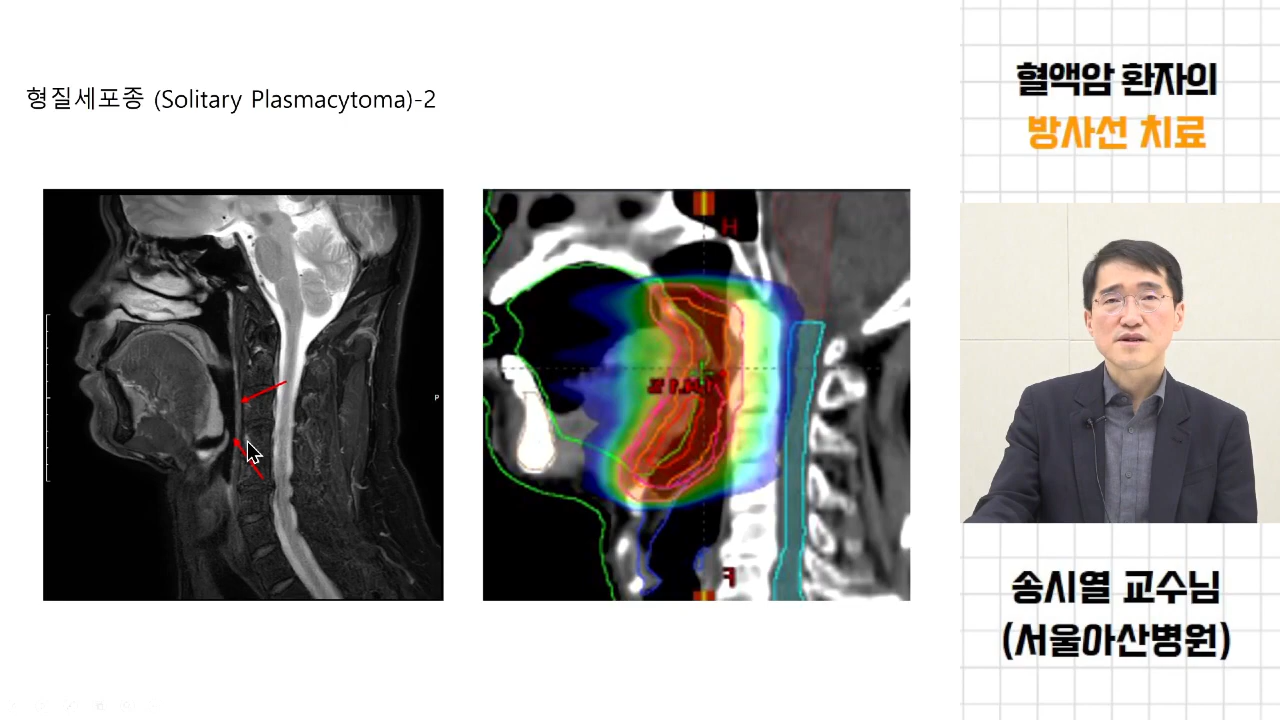 형질세포종 (Solitary Plasmacytoma)-2
혈액암 환자의
방사선 치료
P
H
F
송시열 교수님
(서울아산병원)